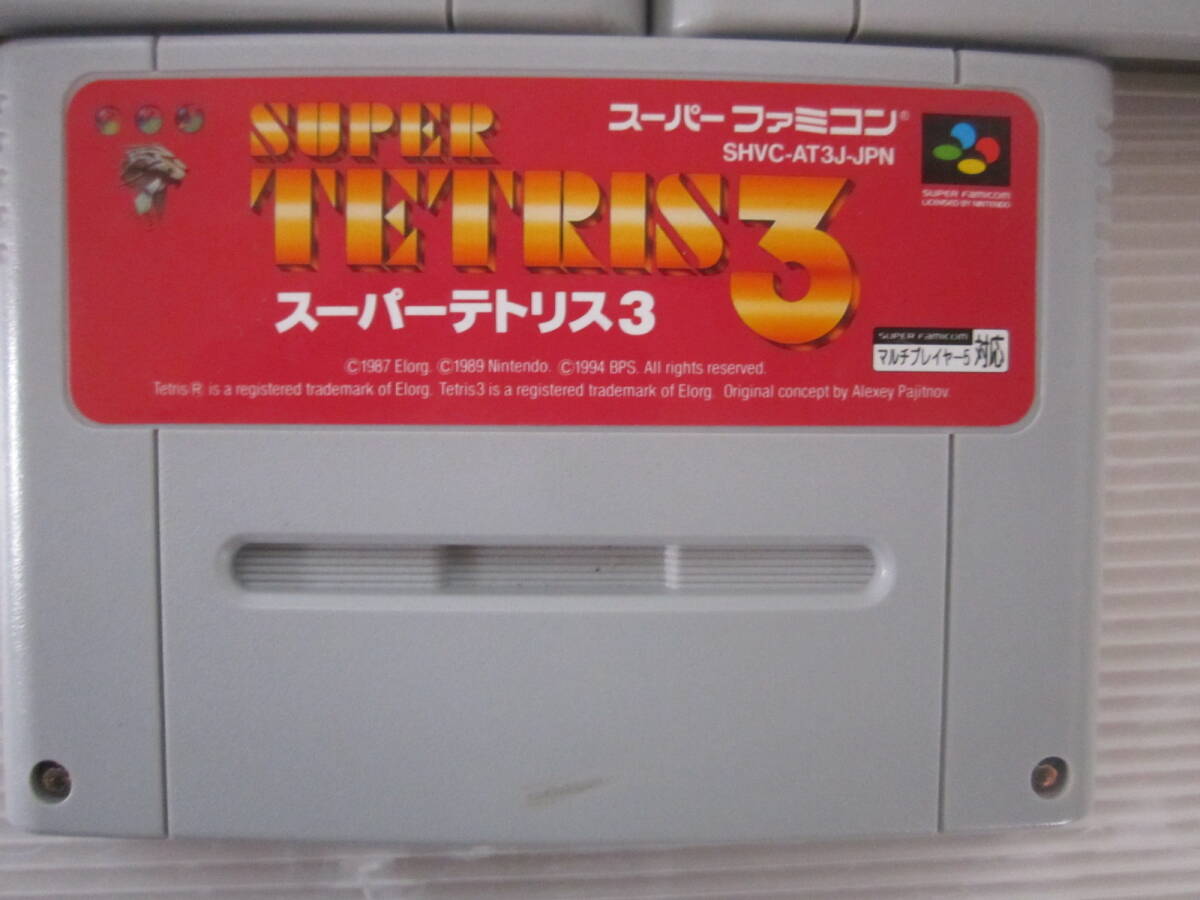 SUPER
TETRIS 3
スーパーテトリス3
スーパーファミコン®
SHVC-AT3J-JPN
SUPER FAMICOM
LICENSED BY NINTENDO
SUPER FAMICOM
マルチプレイヤー5 対応
©1987 Elorg. ©1989 Nintendo. ©1994 BPS. All rights reserved.
Tetris R is a registered trademark of Elorg. Tetris3 is a registered trademark of Elorg. Original concept by Alexey Pajitnov.